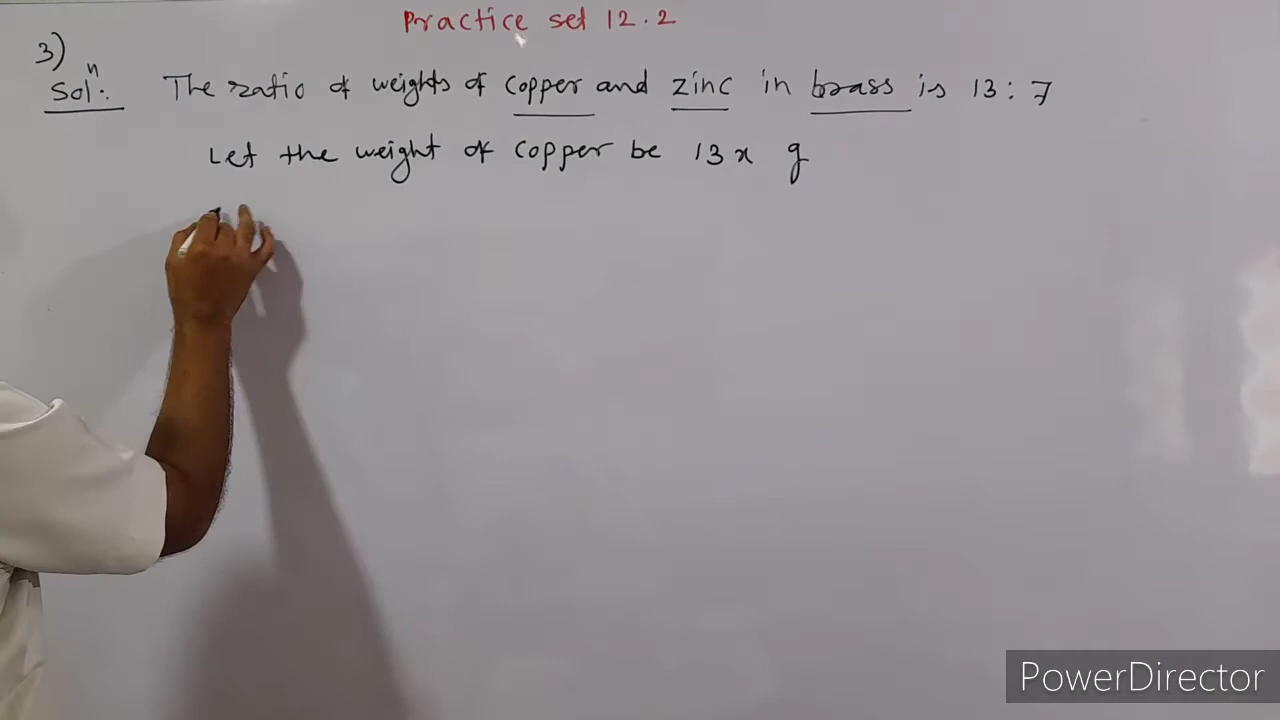 Practice set 12.2
3)
Solⁿ: The ratio of weights of copper and zinc in brass is 13:7
Let the weight of copper be 13x g
PowerDirector